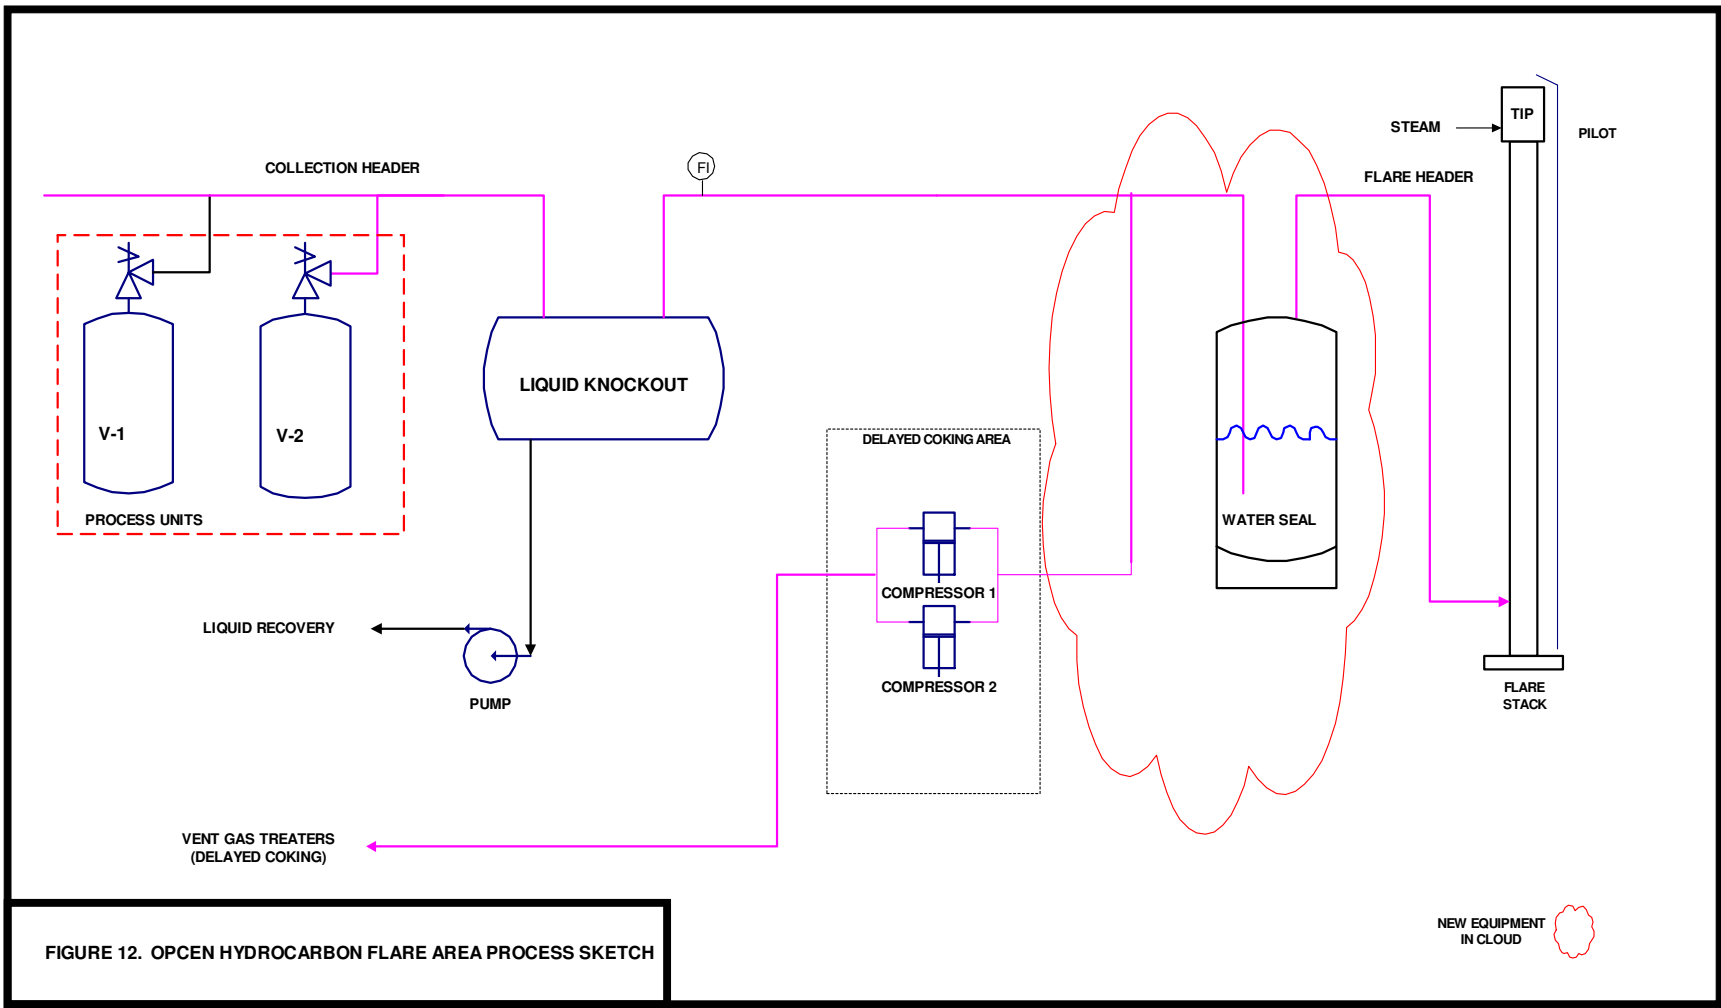 TIP
STEAM
PILOT
COLLECTION HEADER
FI
FLARE HEADER
LIQUID KNOCKOUT
V-1
V-2
DELAYED COKING AREA
PROCESS UNITS
WATER SEAL
COMPRESSOR 1
LIQUID RECOVERY
COMPRESSOR 2
PUMP
FLARE
STACK
VENT GAS TREATERS
(DELAYED COKING)
NEW EQUIPMENT
IN CLOUD
FIGURE 12. OPCEN HYDROCARBON FLARE AREA PROCESS SKETCH